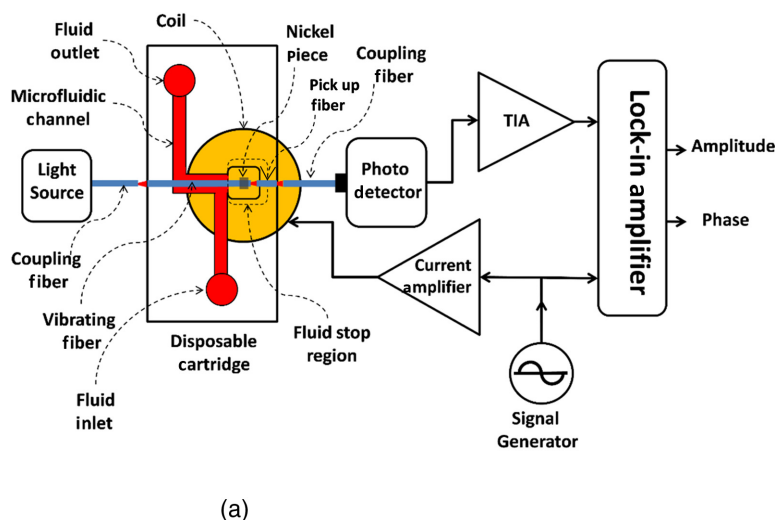 Coil
Fluid
outlet
Nickel
Piece
Coupling
fiber
Pick up
fiber
Microfluidic
channel
Light
Source
Photo
detector
TIA
Lock-in amplifier
Amplitude
Phase
Coupling
fiber
Vibrating
fiber
Fluid
inlet
Disposable
cartridge
Fluid stop
region
Current
amplifier
Signal
Generator
(a)